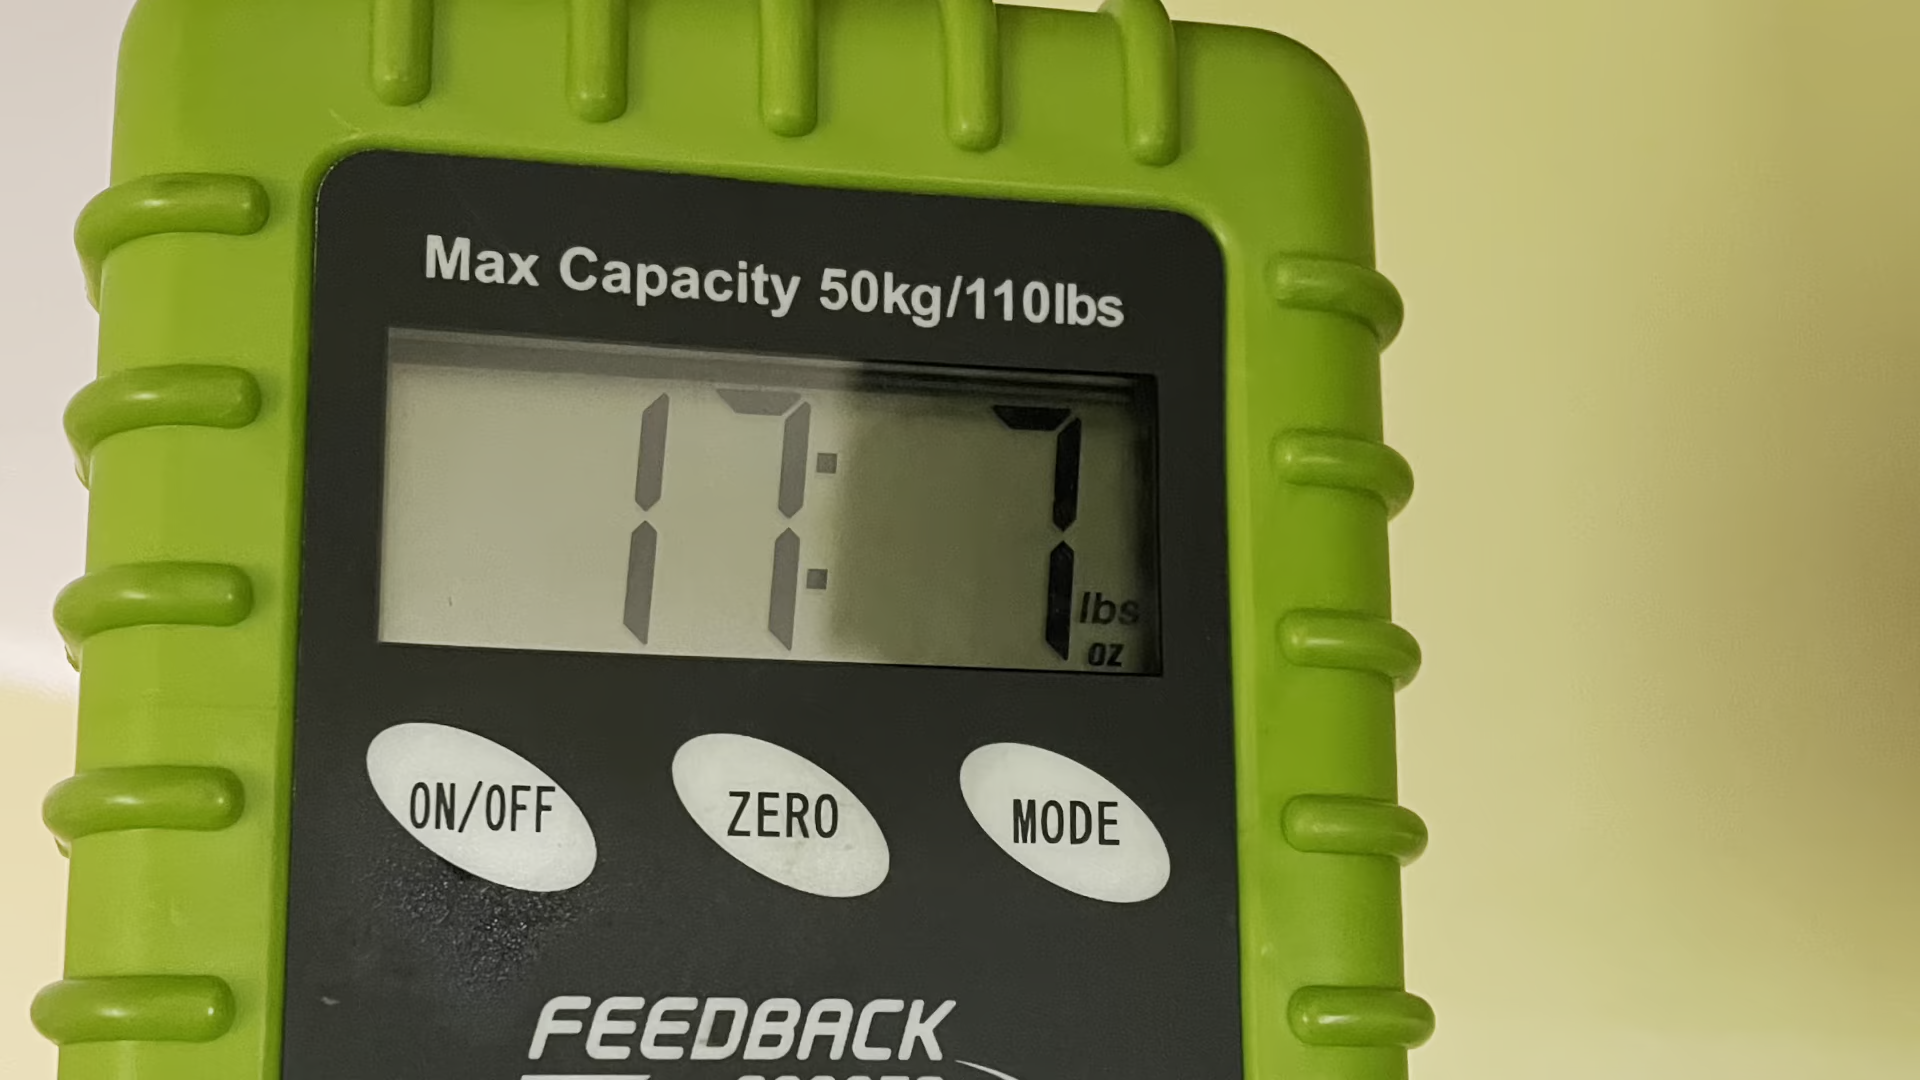 Max Capacity 50kg/110lbs
17: 7
lbs
oz
ON/OFF ZERO MODE
FEEDBACK